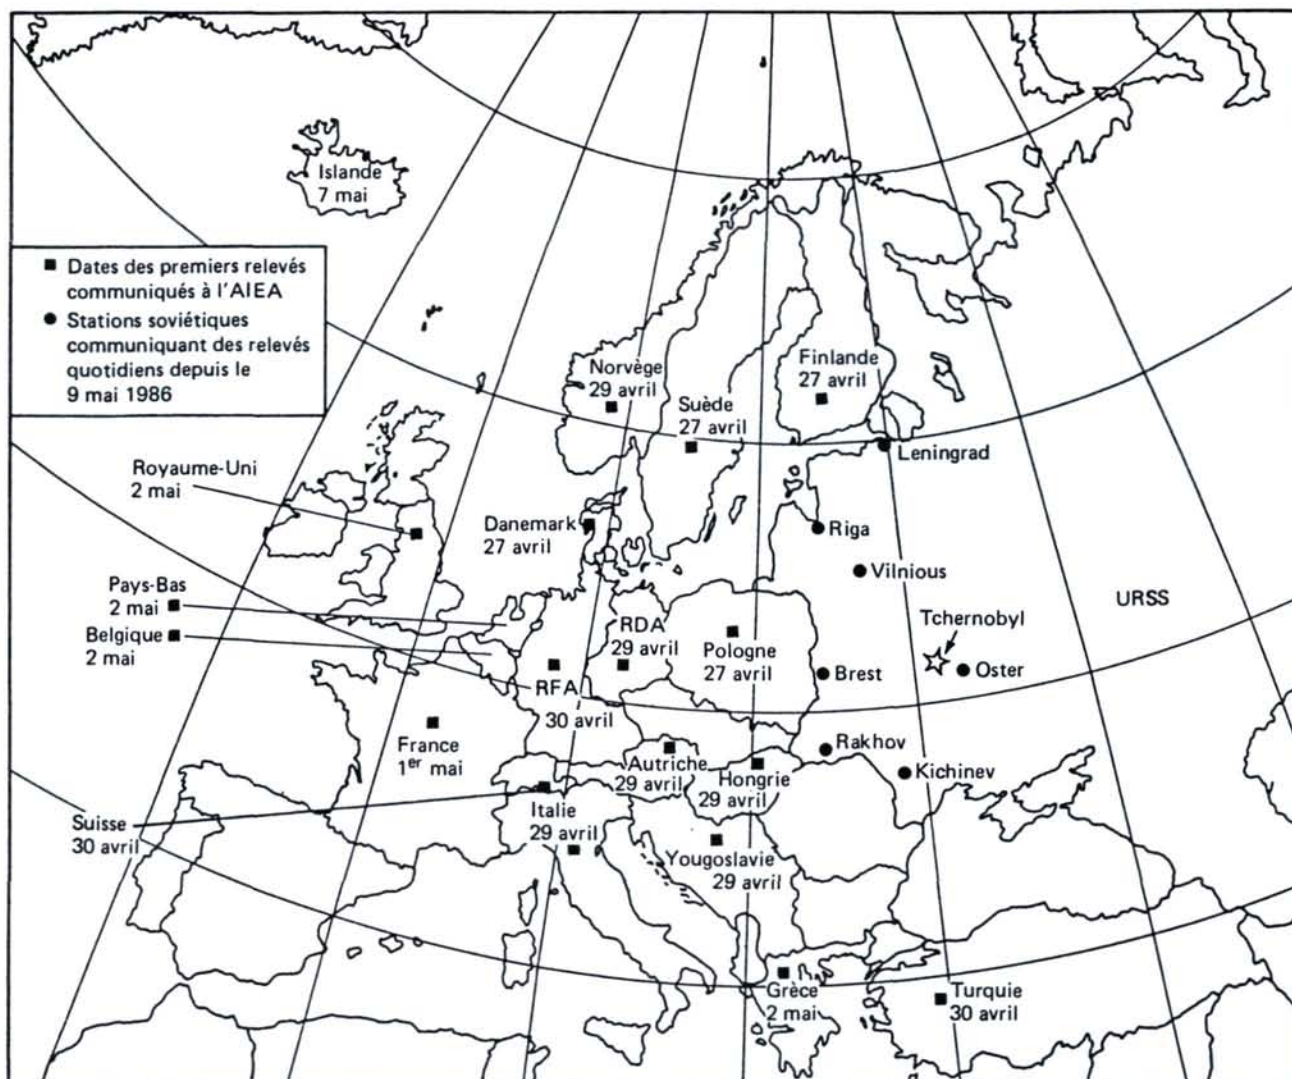 Islande
7 mai
Dates des premiers relevés
communiqués à l'AIEA
Stations soviétiques
communiquant des relevés
quotidiens depuis le
9 mai 1986
Norvège
29 avril
Finlande
27 avril
Suède
27 avril
Leningrad
Royaume-Uni
2 mai
Danemark
27 avril
Riga
Vilnious
Pays-Bas
2 mai
Belgique
2 mai
URSS
Tchernobyl
RDA
29 avril
Pologne
27 avril
Brest
Oster
RFA
30 avril
France
1er mai
Autriche
29 avril
Hongrie
29 avril
Rakhov
Kichinev
Suisse
30 avril
Italie
29 avril
Yougoslavie
29 avril
Grèce
2 mai
Turquie
30 avril